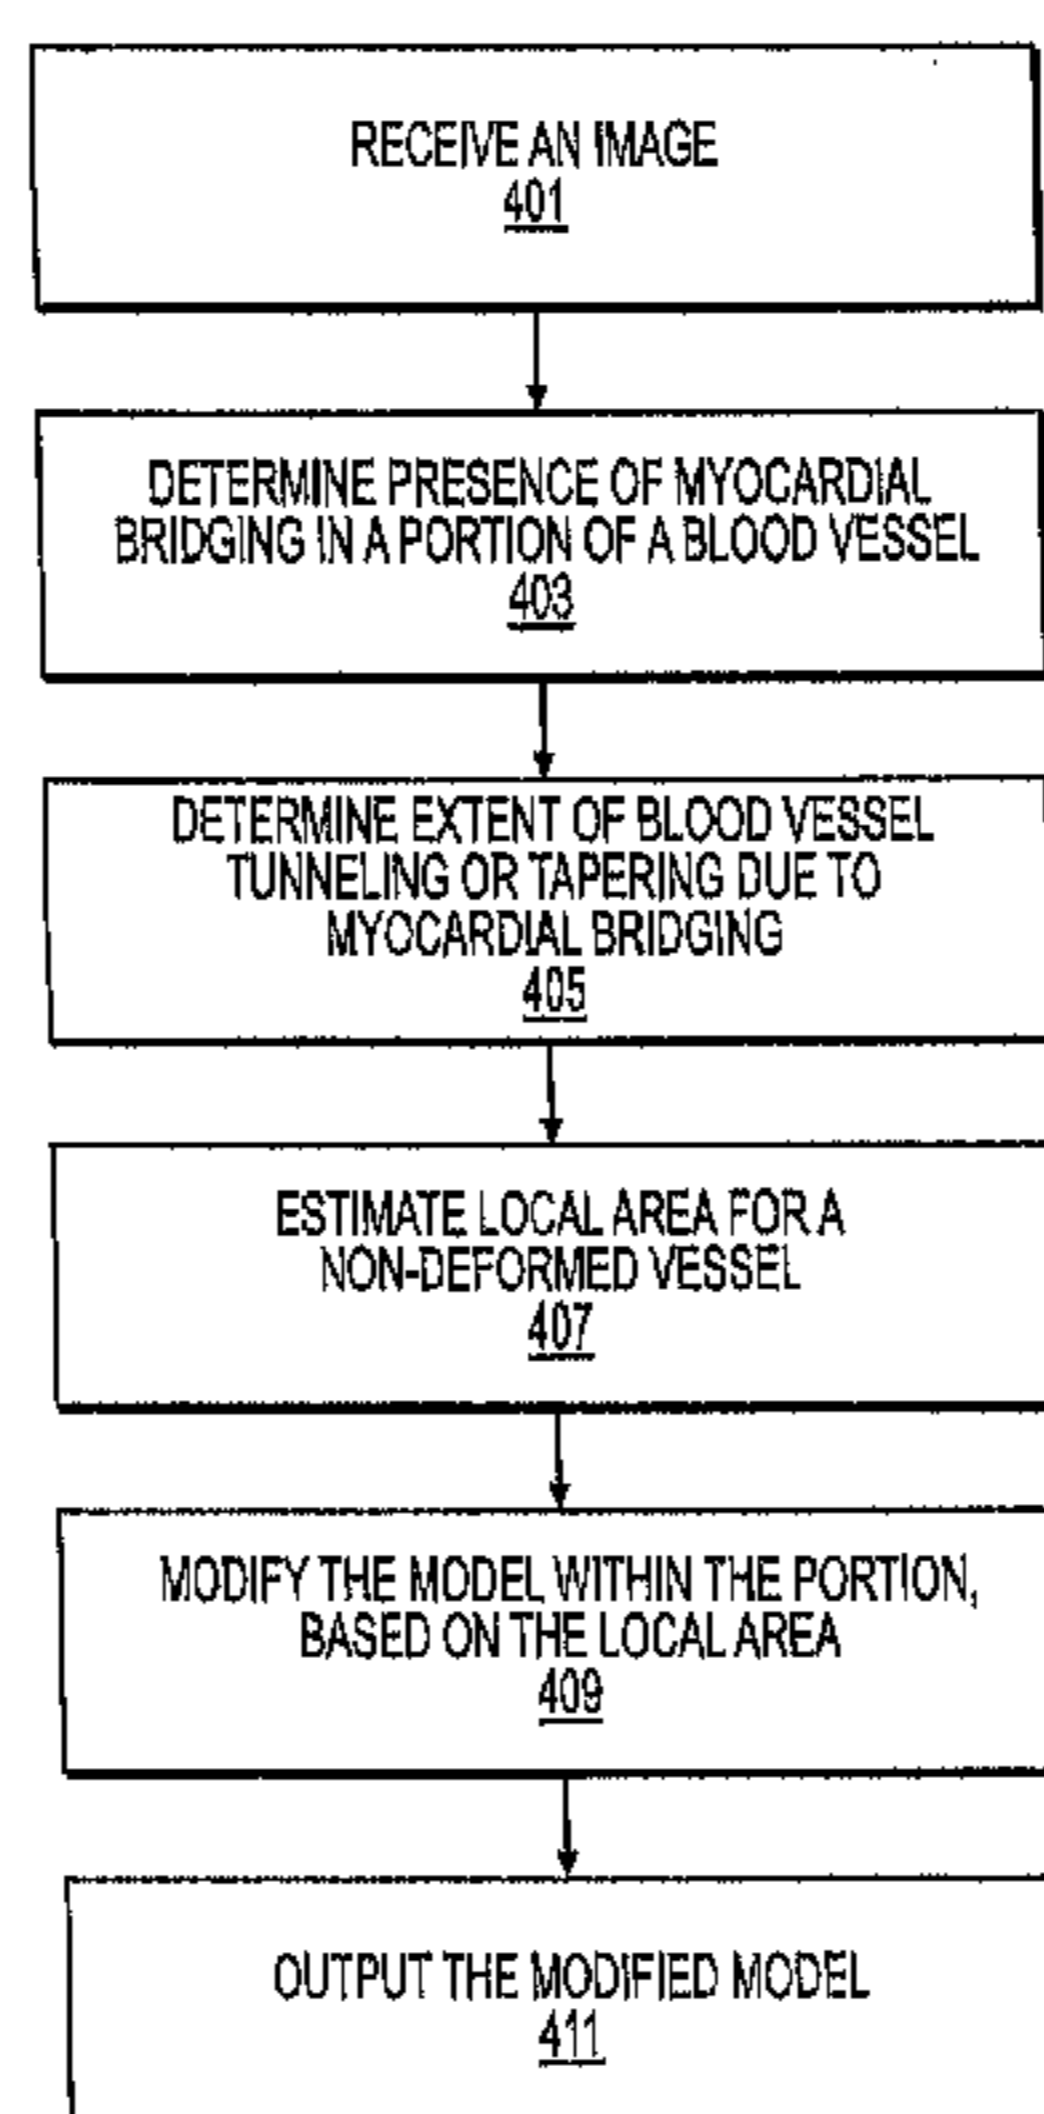 RECEIVE AN IMAGE
401
DETERMINE PRESENCE OF MYOCARDIAL
BRIDGING IN A PORTION OF A BLOOD VESSEL
403
DETERMINE EXTENT OF BLOOD VESSEL
TUNNELING OR TAPERING DUE TO
MYOCARDIAL BRIDGING
405
ESTIMATE LOCAL AREA FOR A
NON-DEFORMED VESSEL
407
MODIFY THE MODEL WITHIN THE PORTION,
BASED ON THE LOCAL AREA
409
OUTPUT THE MODIFIED MODEL
411